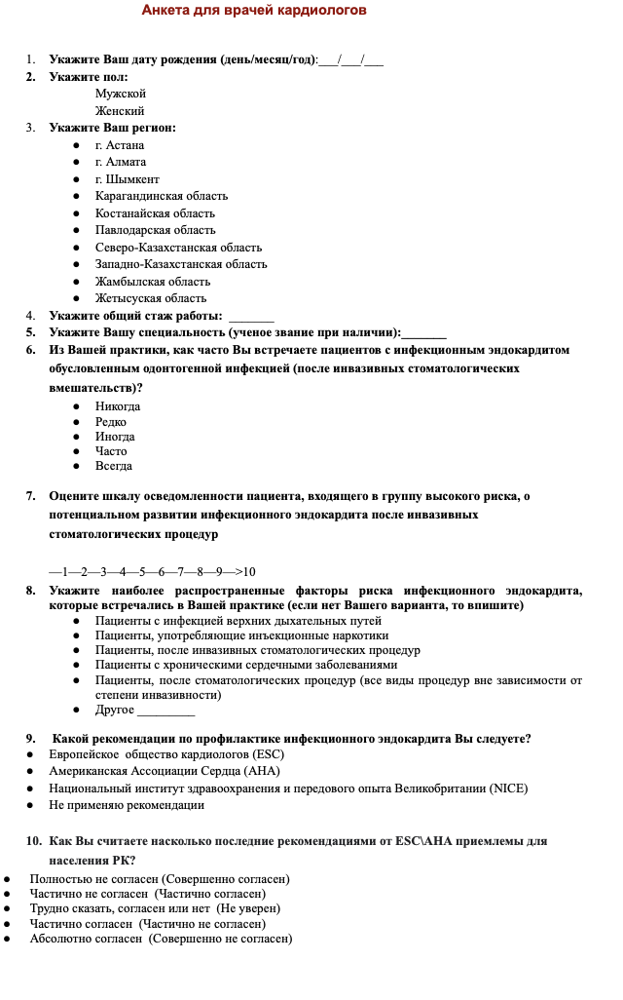 Анкета для врачей кардиологов
1. Укажите Ваш дату рождения (день/месяц/год):___/___/___
2. Укажите пол:
Мужской
Женский
3. Укажите Ваш регион:
● г. Астана
● г. Алмата
● г. Шымкент
● Карагандинская область
● Костанайская область
● Павлодарская область
● Северо-Казахстанская область
● Западно-Казахстанская область
● Жамбылская область
● Жетысуская область
4. Укажите общий стаж работы: _______
5. Укажите Вашу специальность (ученое звание при наличии):_______
6. Из Вашей практики, как часто Вы встречаете пациентов с инфекционным эндокардитом
обусловленным одонтогенной инфекцией (после инвазивных стоматологических
вмешательств)?
● Никогда
● Редко
● Иногда
● Часто
● Всегда
7. Оцените шкалу осведомленности пациента, входящего в группу высокого риска, о
потенциальном развитии инфекционного эндокардита после инвазивных
стоматологических процедур
—1—2—3—4—5—6—7—8—9—>10
8. Укажите наиболее распространенные факторы риска инфекционного эндокардита,
которые встречались в Вашей практике (если нет Вашего варианта, то впишите)
● Пациенты с инфекцией верхних дыхательных путей
● Пациенты, употребляющие инъекционные наркотики
● Пациенты, после инвазивных стоматологических процедур
● Пациенты с хроническими сердечными заболеваниями
● Пациенты, после стоматологических процедур (все виды процедур вне зависимости от
степени инвазивности)
● Другое _________
9. Какой рекомендации по профилактике инфекционного эндокардита Вы следуете?
● Европейское общество кардиологов (ESC)
● Американская Ассоциации Сердца (AHA)
● Национальный институт здравоохранения и передового опыта Великобритании (NICE)
● Не применяю рекомендации
10. Как Вы считаете насколько последние рекомендациями от ESC\AHA приемлемы для
населения РК?
● Полностью не согласен (Совершенно согласен)
● Частично не согласен (Частично согласен)
● Трудно сказать, согласен или нет (Не уверен)
● Частично согласен (Частично не согласен)
● Абсолютно согласен (Совершенно не согласен)